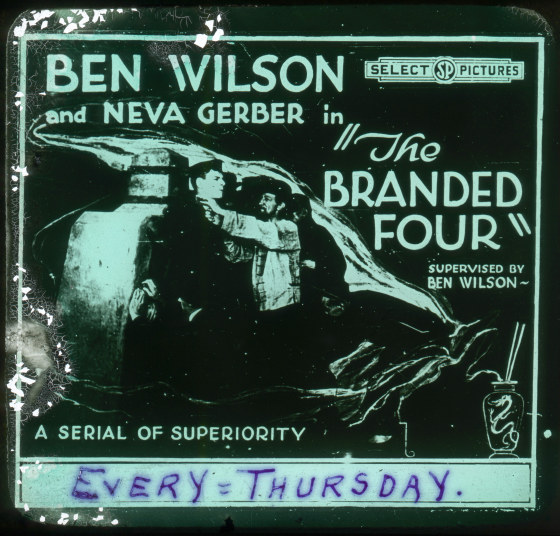 BEN WILSON
SELECT SP PICTURES
and NEVA GERBER in
"The
BRANDED
FOUR"
SUPERVISED BY
BEN WILSON~
A SERIAL OF SUPERIORITY
EVERY = THURSDAY.